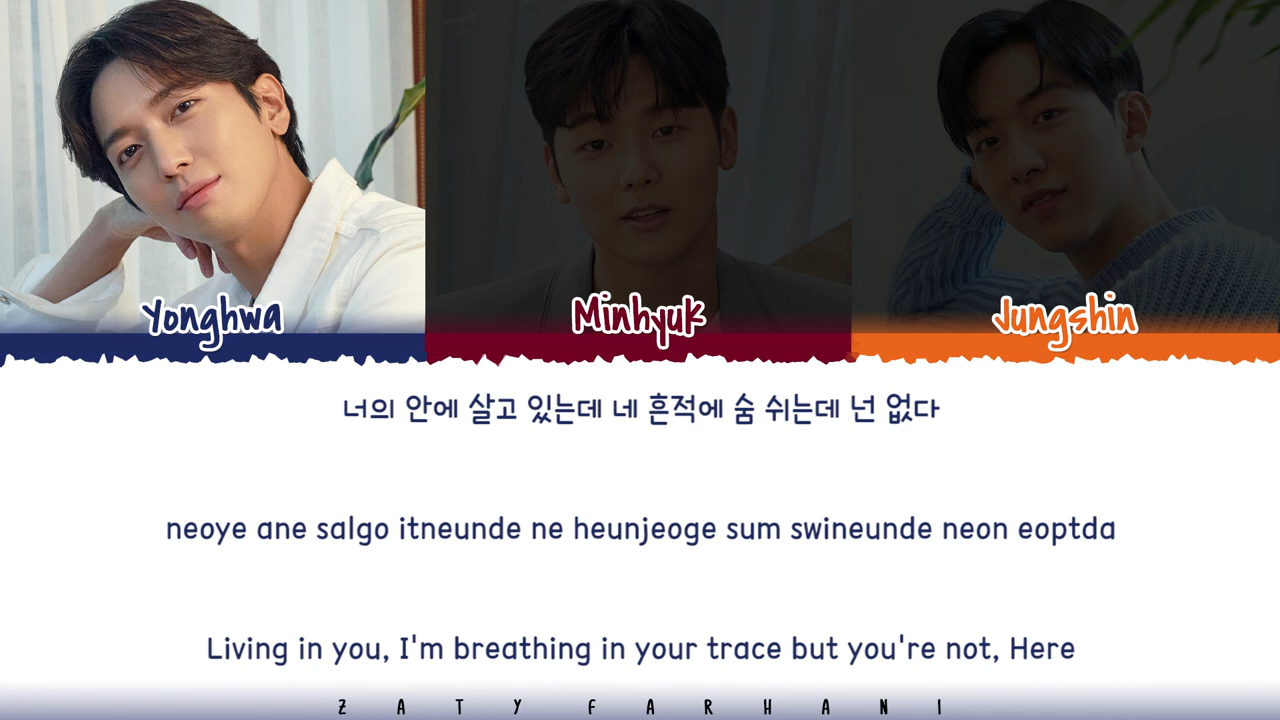 Yonghwa
Minhyuk
Jungshin
너의 안에 살고 있는데 네 흔적에 숨 쉬는데 넌 없다
neoye ane salgo itneunde ne heunjeoge sum swineunde neon eoptda
Living in you, I'm breathing in your trace but you're not, Here
ZATY FARHANI